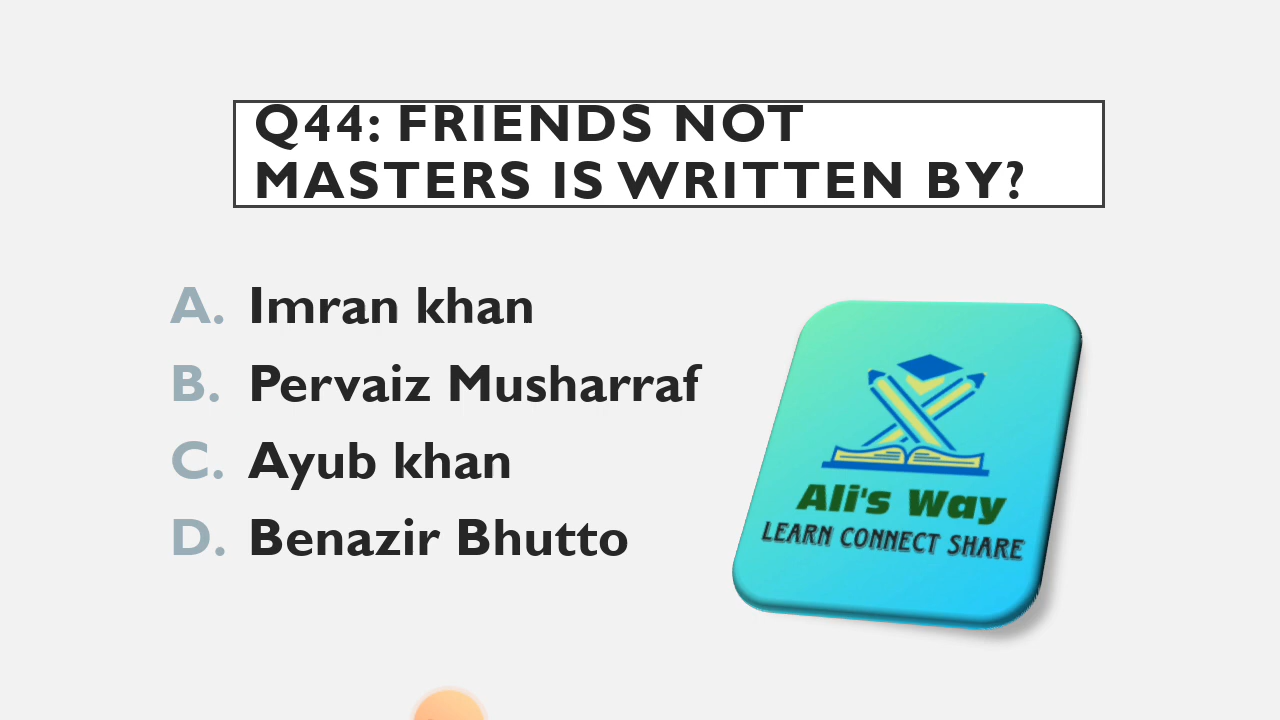 Q44: FRIENDS NOT
MASTERS IS WRITTEN BY?
A. Imran khan
B. Pervaiz Musharraf
C. Ayub khan
D. Benazir Bhutto
Ali's Way
LEARN CONNECT SHARE